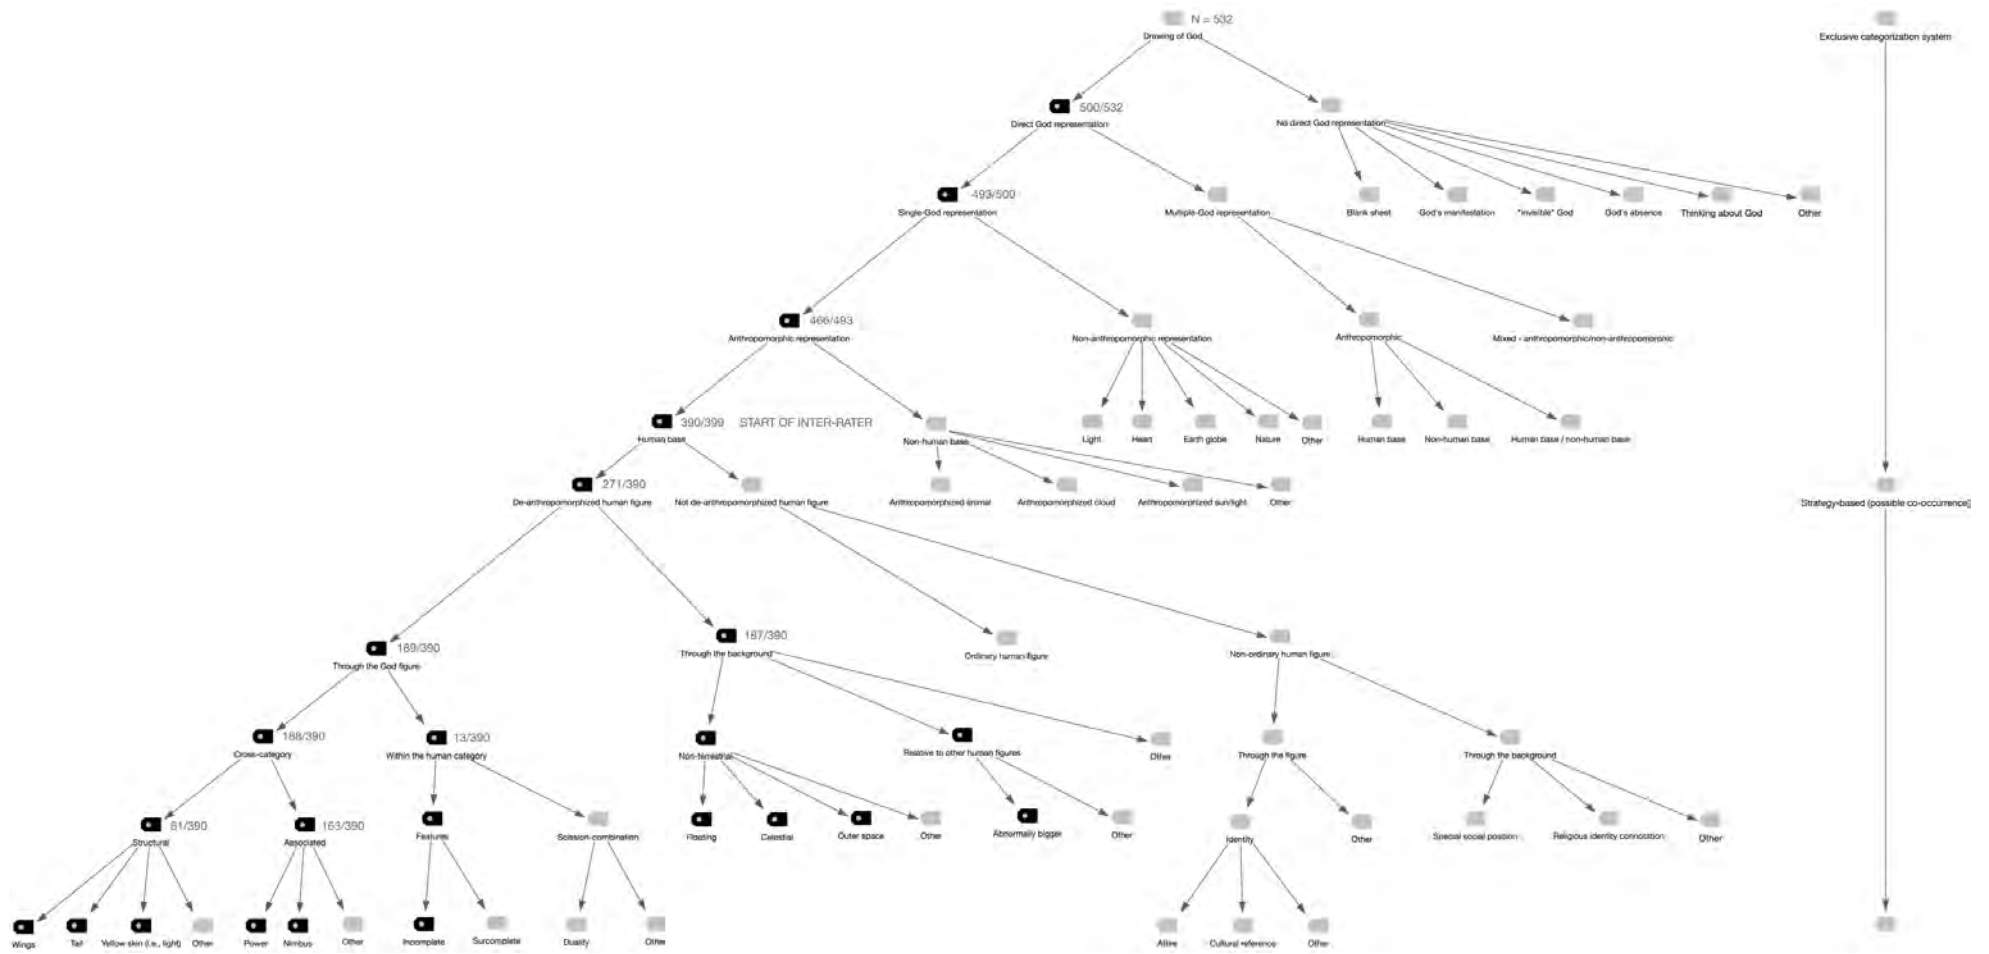 N = 532
Drawing of God
Exclusive categorization system
500/532
Direct God representation
No direct God representation
493/500
Single-God representation
Multiple-God representation
Blank sheet
God's manifestation
"invisible" God
God's absence
Thinking about God
Other
466/493
Anthropomorphic representation
Non-anthropomorphic representation
Anthropomorphic
Mixed - anthropomorphic/non-anthropomorphic
390/399 START OF INTER-RATER
Human base
Non-human base
Light
Heart
Earth globe
Nature
Other
Human base
Non-human base
Human base / non-human base
271/390
De-anthropomorphized human figure
Not de-anthropomorphized human figure
Anthropomorphized animal
Anthropomorphized cloud
Anthropomorphized sun/light
Other
Strategy-based (possible co-occurrence)
169/390
Through the God figure
187/390
Through the background
Ordinary human figure
Non-ordinary human figure
188/390
Cross-category
13/390
Within the human category
Non-terrestrial
Relative to other human figures
Other
Through the figure
Through the background
81/390
Structural
163/390
Associated
Features
Scission-combination
Floating
Celestial
Outer space
Other
Abnormally bigger
Other
Identity
Other
Special social position
Religious identity connotation
Other
Wings
Tail
Yellow skin (i.e., light)
Other
Power
Nimbus
Other
Incomplete
Surcomplete
Duality
Other
Attire
Cultural reference
Other